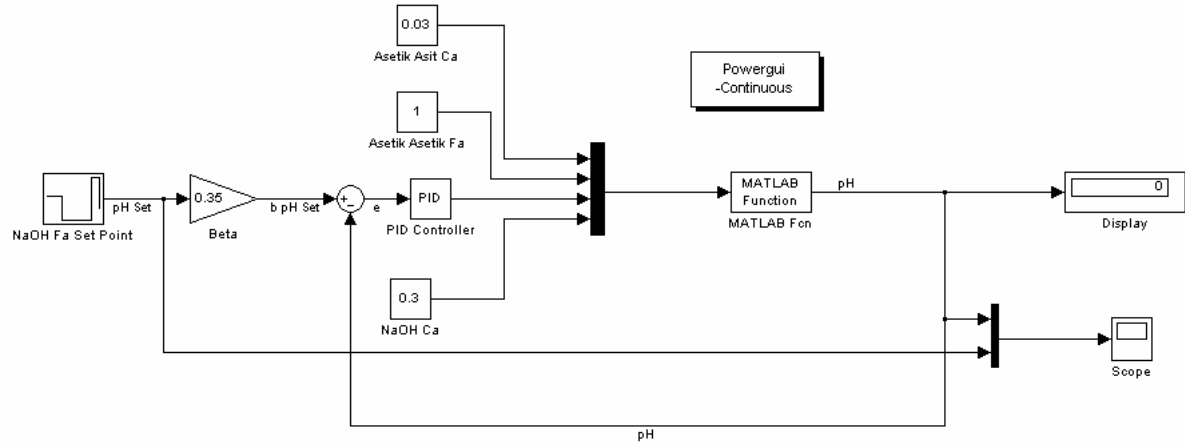 0.03
Asetik Asit Ca
Powergui
-Continuous
1
Asetik Asetik Fa
pH Set
NaOH Fa Set Point
0.35
Beta
b pH Set
e
PID
PID Controller
MATLAB
Function
MATLAB Fcn
pH
0
Display
0.3
NaOH Ca
Scope
pH